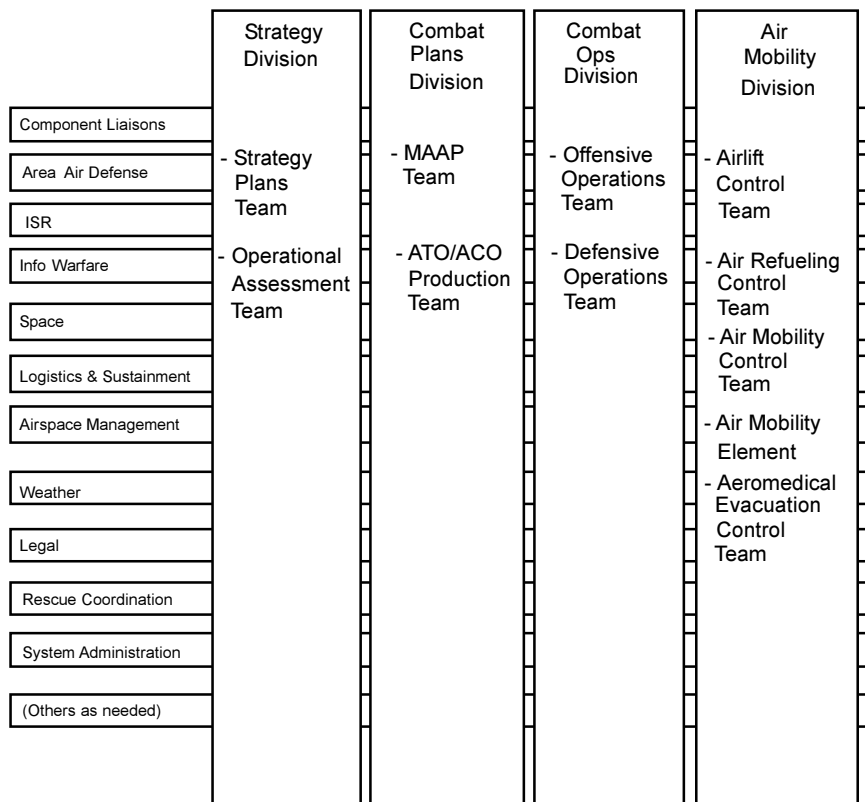 Strategy
Division
Combat
Plans
Division
Combat
Ops
Division
Air
Mobility
Division
Component Liaisons
Area Air Defense
ISR
Info Warfare
Space
Logistics & Sustainment
Airspace Management
Weather
Legal
Rescue Coordination
System Administration
(Others as needed)
- Strategy
Plans
Team
- Operational
Assessment
Team
- MAAP
Team
- ATO/ACO
Production
Team
- Offensive
Operations
Team
- Defensive
Operations
Team
- Airlift
Control
Team
- Air Refueling
Control
Team
- Air Mobility
Control
Team
- Air Mobility
Element
- Aeromedical
Evacuation
Control
Team